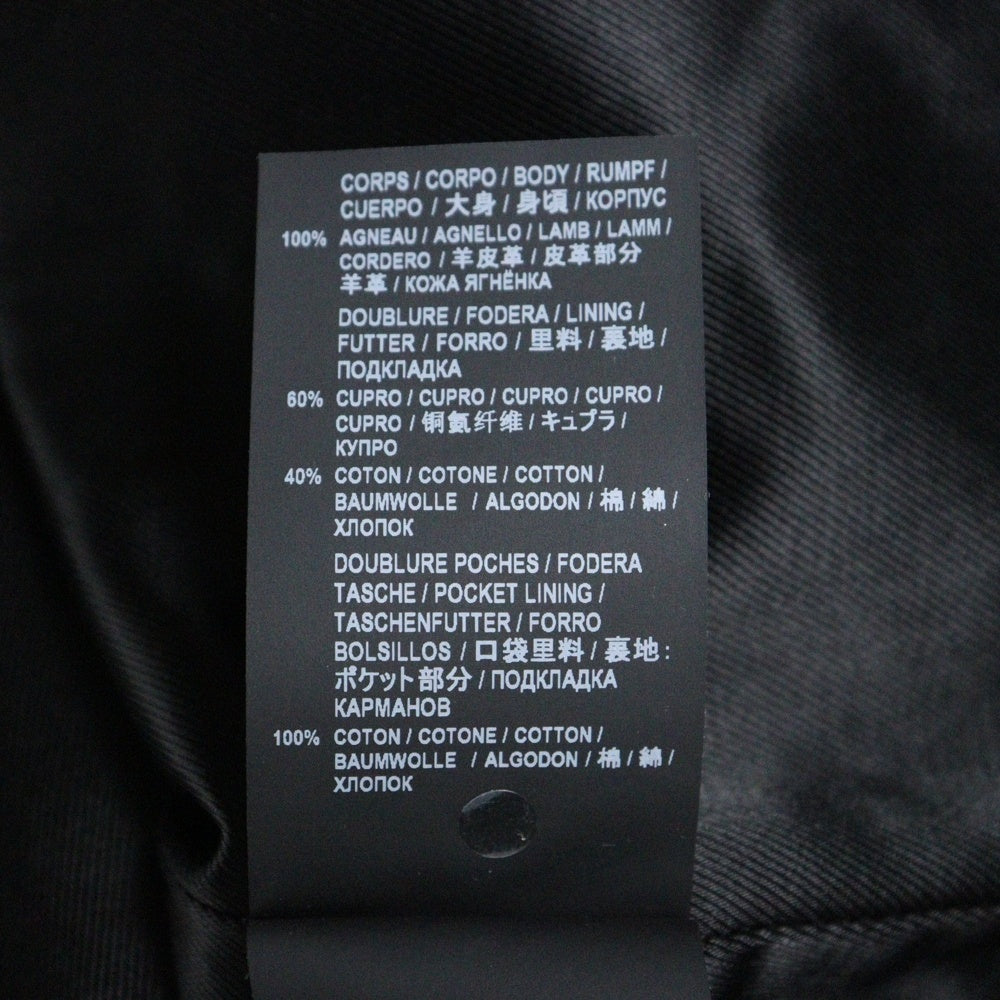 CORPS / CORPO / BODY / RUMPF /
CUERPO / 大身 / 身頃 / КОРПУС
100% AGNEAU / AGNELLO / LAMB / LAMM /
CORDERO / 羊皮革 / 皮革部分
羊革 / КОЖА ЯГНЁНКА
DOUBLURE / FODERA / LINING /
FUTTER / FORRO / 里料 / 裏地 /
ПОДКЛАДКА
60% CUPRO / CUPRO / CUPRO / CUPRO /
CUPRO / 铜氨纤维 / キュプラ /
КУПРО
40% COTON / COTONE / COTTON /
BAUMWOLLE / ALGODON / 棉 / 綿 /
ХЛОПОК
DOUBLURE POCHES / FODERA
TASCHE / POCKET LINING /
TASCHENFUTTER / FORRO
BOLSILLOS / 口袋里料 / 裏地:
ポケット部分 / ПОДКЛАДКА
КАРМАНОВ
100% COTON / COTONE / COTTON /
BAUMWOLLE / ALGODON / 棉 / 綿 /
ХЛОПОК